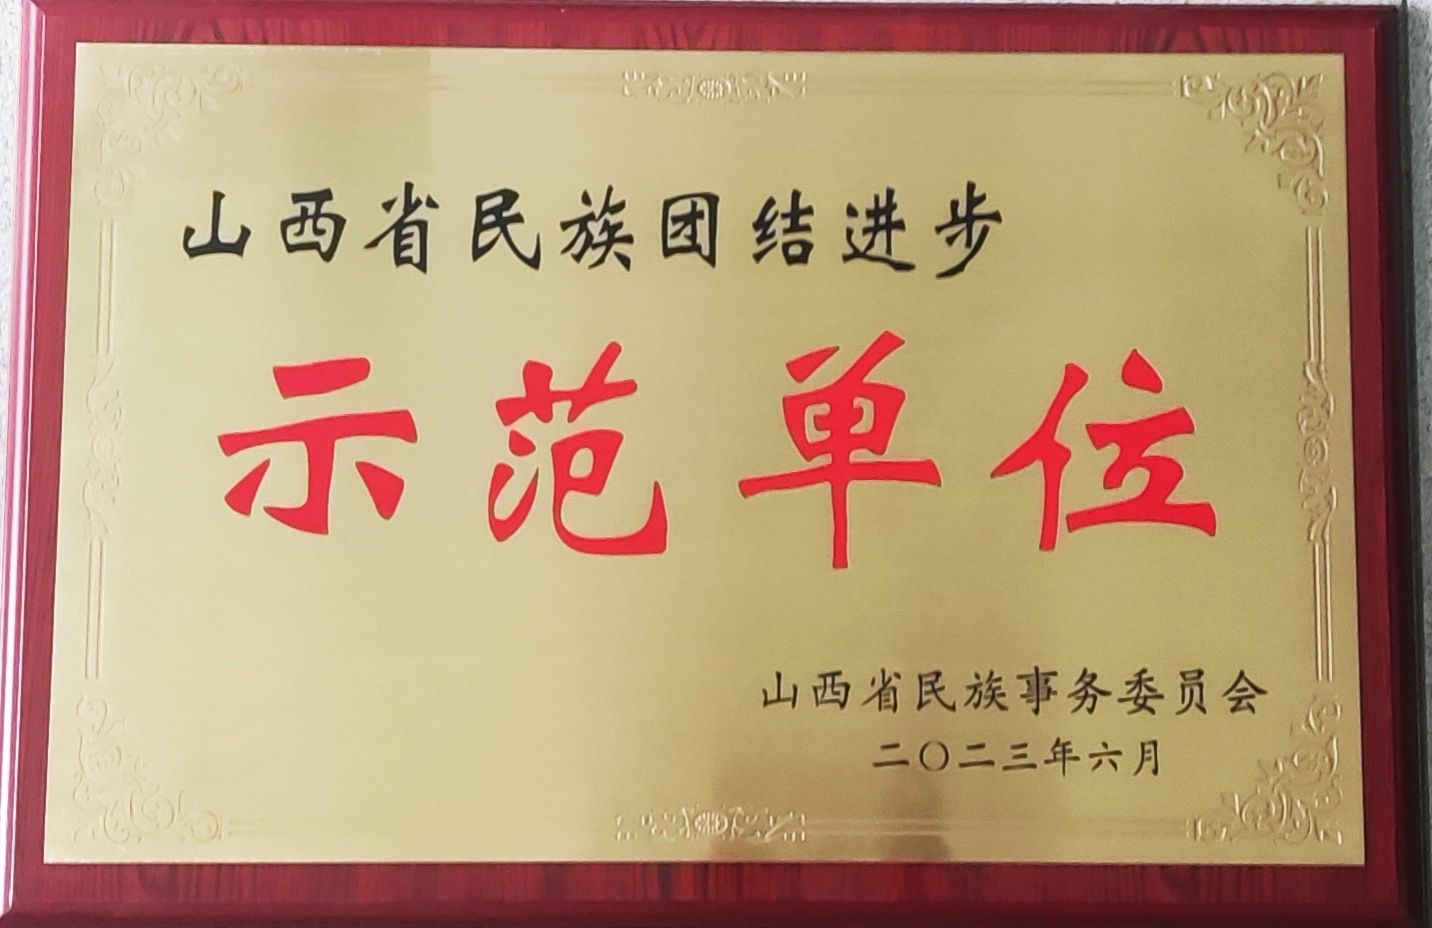 山西省民族团结进步
示范单位
山西省民族事务委员会
二〇二三年六月